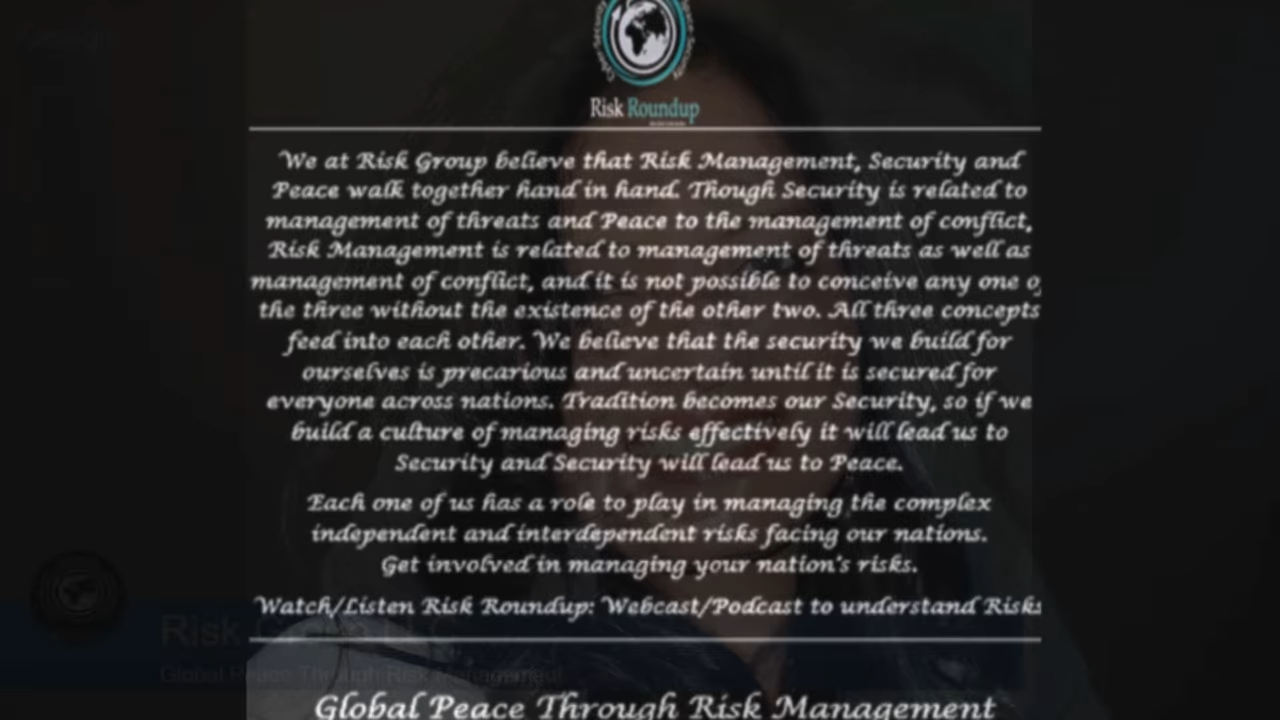 Risk Roundup
We at Risk Group believe that Risk Management, Security and
Peace walk together hand in hand. Though Security is related to
management of threats and Peace to the management of conflict,
Risk Management is related to management of threats as well as
management of conflict, and it is not possible to conceive any one of
the three without the existence of the other two. All three concepts
feed into each other. We believe that the security we build for
ourselves is precarious and uncertain until it is secured for
everyone across nations. Tradition becomes our Security, so if we
build a culture of managing risks effectively it will lead us to
Security and Security will lead us to Peace.
Each one of us has a role to play in managing the complex
independent and interdependent risks facing our nations.
Get involved in managing your nation's risks.
Watch/Listen Risk Roundup: Webcast/Podcast to understand Risks
Risk
Global Peace Through Risk Management
Global Peace Through Risk Management